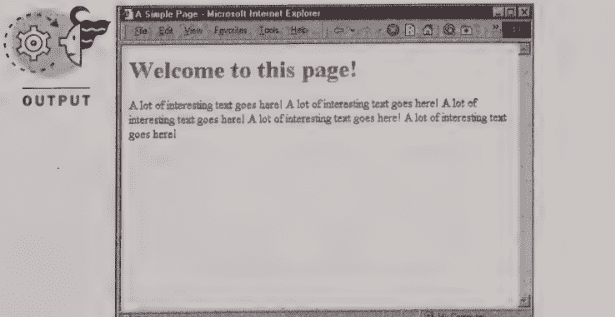 A Simple Page - Microsoft Internet Explorer
File Edit View Favorites Tools Help
OUTPUT
Welcome to this page!
A lot of interesting text goes here! A lot of interesting text goes here! A lot of
interesting text goes here! A lot of interesting text goes here! A lot of interesting text
goes here!
My Computer